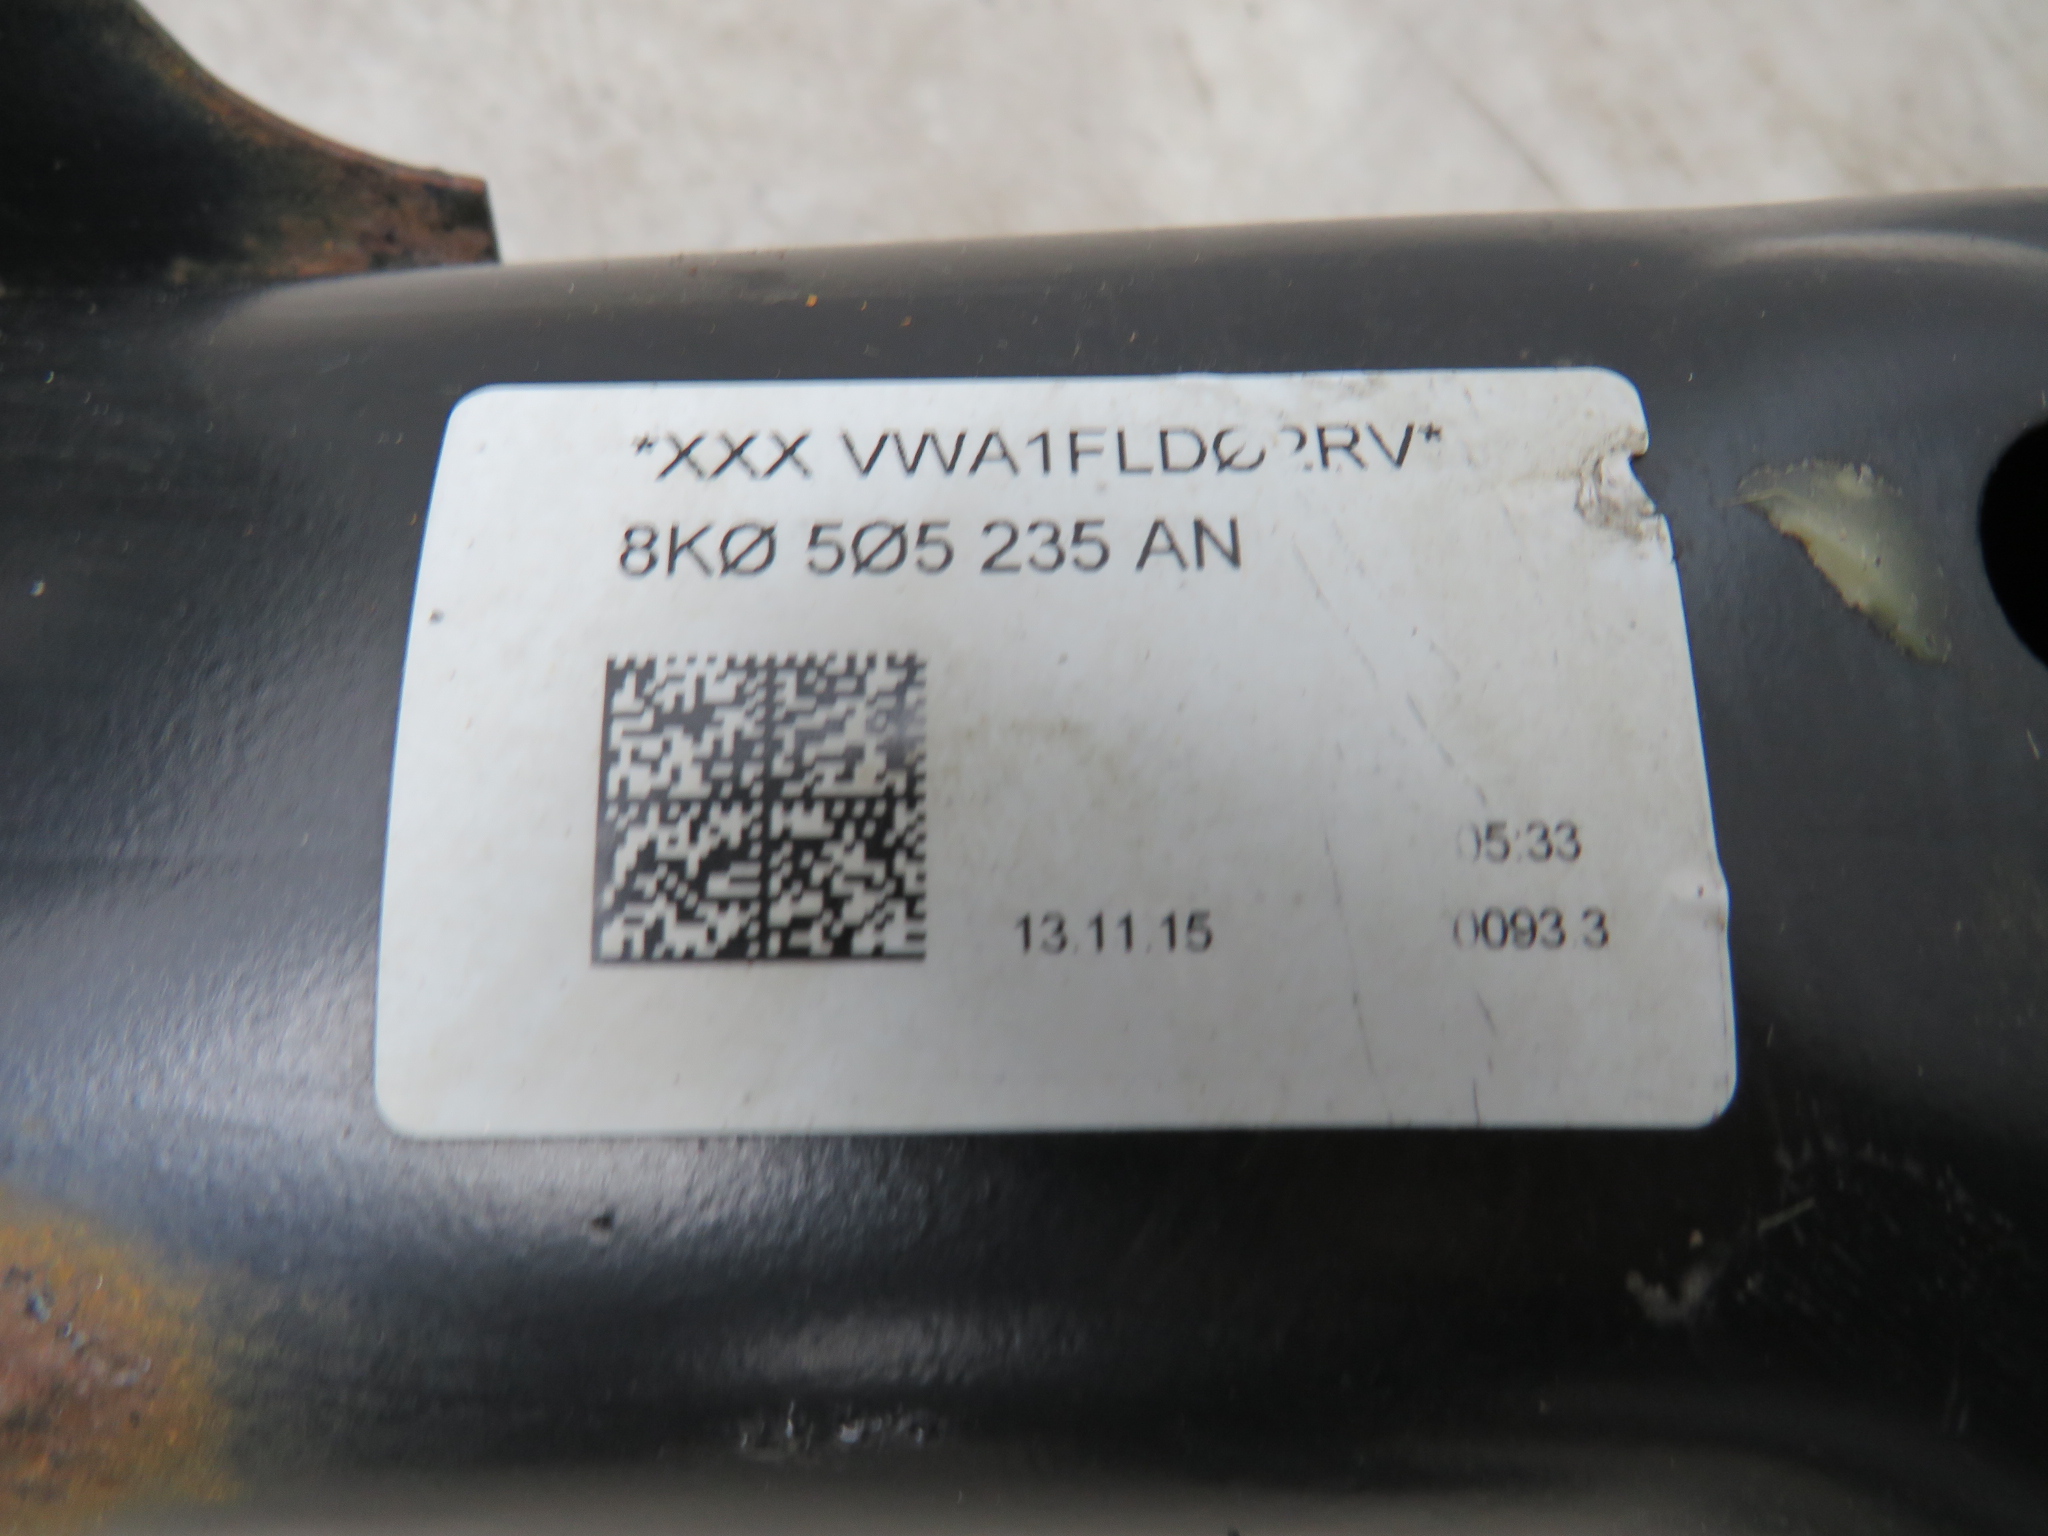 *XXX VWA1FLDØ2RV*
8KØ 5Ø5 235 AN
05:33
13.11.15 0093.3